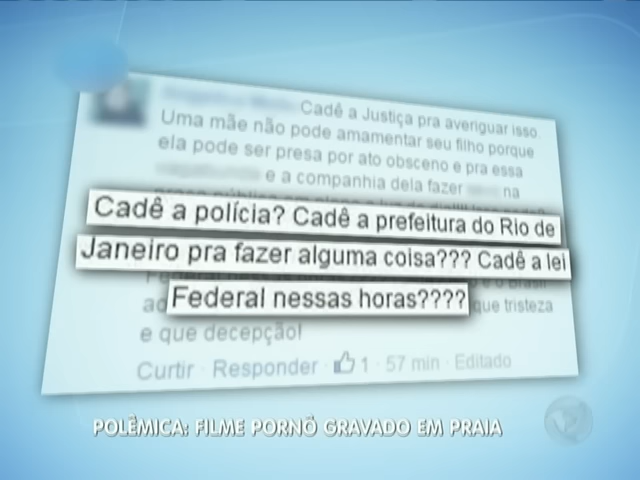 Cadê a Justiça pra averiguar isso.
Uma mãe não pode amamentar seu filho porque
ela pode ser presa por ato obsceno e pra essa
e a companhia dela fazer na
Cadê a polícia? Cadê a prefeitura do Rio de
Janeiro pra fazer alguma coisa??? Cadê a lei
Federal nessas horas????
que tristeza
e que decepção!
Curtir · Responder · 1 · 57 min · Editado
POLÊMICA: FILME PORNÔ GRAVADO EM PRAIA